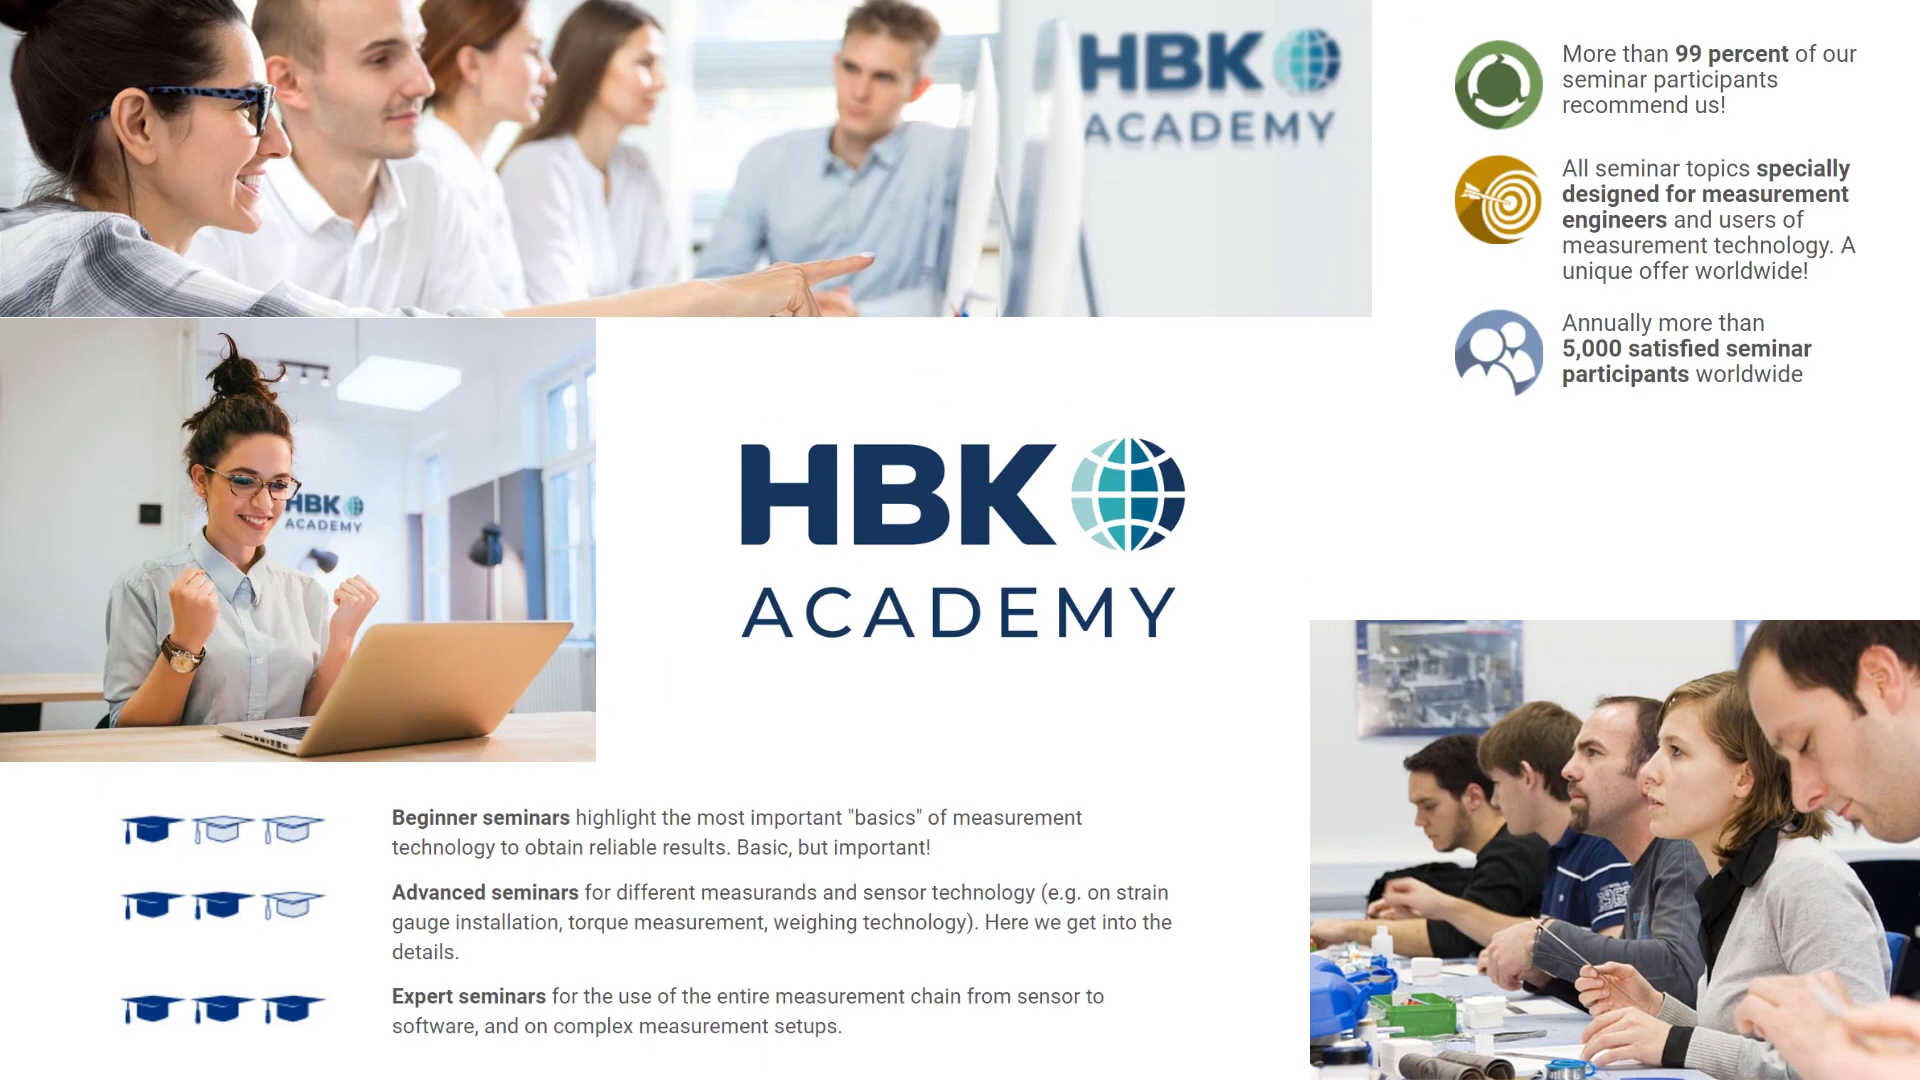 HBK
ACADEMY
More than 99 percent of our
seminar participants
recommend us!
All seminar topics specially
designed for measurement
engineers and users of
measurement technology. A
unique offer worldwide!
Annually more than
5,000 satisfied seminar
participants worldwide
HBK
ACADEMY
HBK
ACADEMY
Beginner seminars highlight the most important "basics" of measurement
technology to obtain reliable results. Basic, but important!
Advanced seminars for different measurands and sensor technology (e.g. on strain
gauge installation, torque measurement, weighing technology). Here we get into the
details.
Expert seminars for the use of the entire measurement chain from sensor to
software, and on complex measurement setups.